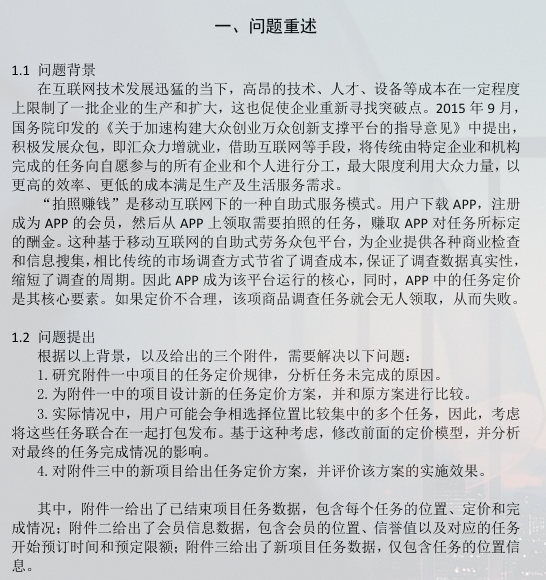 一、问题重述
1.1 问题背景
在互联网技术发展迅猛的当下，高昂的技术、人才、设备等成本在一定程度
上限制了一批企业的生产和扩大，这也促使企业重新寻找突破点。2015 年 9 月，
国务院印发的《关于加速构建大众创业万众创新支撑平台的指导意见》中提出，
积极发展众包，即汇众力增就业，借助互联网等手段，将传统由特定企业和机构
完成的任务向自愿参与的所有企业和个人进行分工，最大限度利用大众力量，以
更高的效率、更低的成本满足生产及生活服务需求。
“拍照赚钱”是移动互联网下的一种自助式服务模式。用户下载 APP，注册
成为 APP 的会员，然后从 APP 上领取需要拍照的任务，赚取 APP 对任务所标定
的酬金。这种基于移动互联网的自助式劳务众包平台，为企业提供各种商业检查
和信息搜集，相比传统的市场调查方式节省了调查成本，保证了调查数据真实性，
缩短了调查的周期。因此 APP 成为该平台运行的核心，同时，APP 中的任务定价
是其核心要素。如果定价不合理，该项商品调查任务就会无人领取，从而失败。
1.2 问题提出
根据以上背景，以及给出的三个附件，需要解决以下问题：
1. 研究附件一中项目的任务定价规律，分析任务未完成的原因。
2. 为附件一中的项目设计新的任务定价方案，并和原方案进行比较。
3. 实际情况中，用户可能会争相选择位置比较集中的多个任务，因此，考虑
将这些任务联合在一起打包发布。基于这种考虑，修改前面的定价模型，并分析
对最终的任务完成情况的影响。
4. 对附件三中的新项目给出任务定价方案，并评价该方案的实施效果。
其中，附件一给出了已结束项目任务数据，包含每个任务的位置、定价和完
成情况；附件二给出了会员信息数据，包含会员的位置、信誉值以及对应的任务
开始预订时间和预定限额；附件三给出了新项目任务数据，仅包含任务的位置信
息。